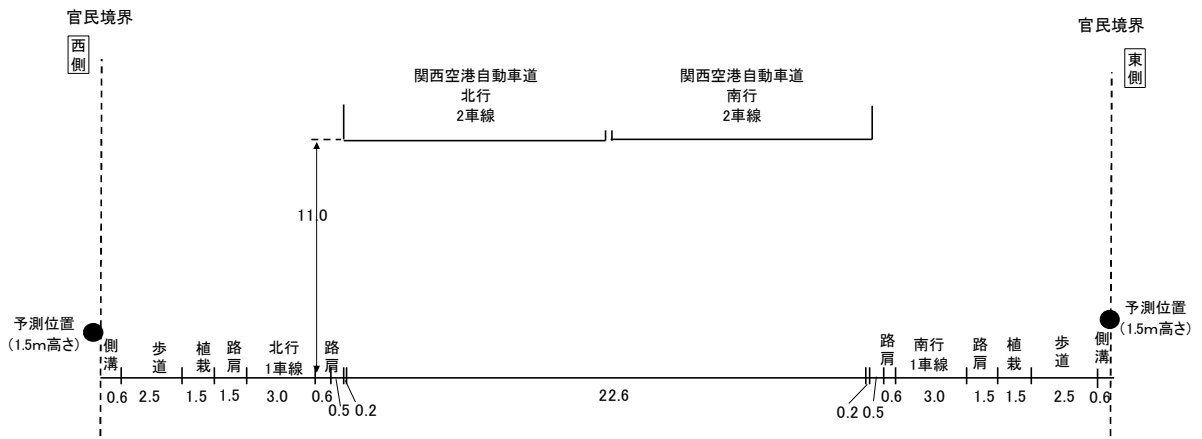 官民境界
西側
官民境界
東側
関西空港自動車道
北行
2車線
関西空港自動車道
南行
2車線
11.0
予測位置
(1.5m高さ)
予測位置
(1.5m高さ)
側溝
歩道
植栽
路肩
北行
1車線
路肩
路肩
南行
1車線
路肩
植栽
歩道
側溝
0.6 2.5 1.5 1.5 3.0 0.6 0.5 0.2 22.6 0.2 0.5 0.6 3.0 1.5 1.5 2.5 0.6